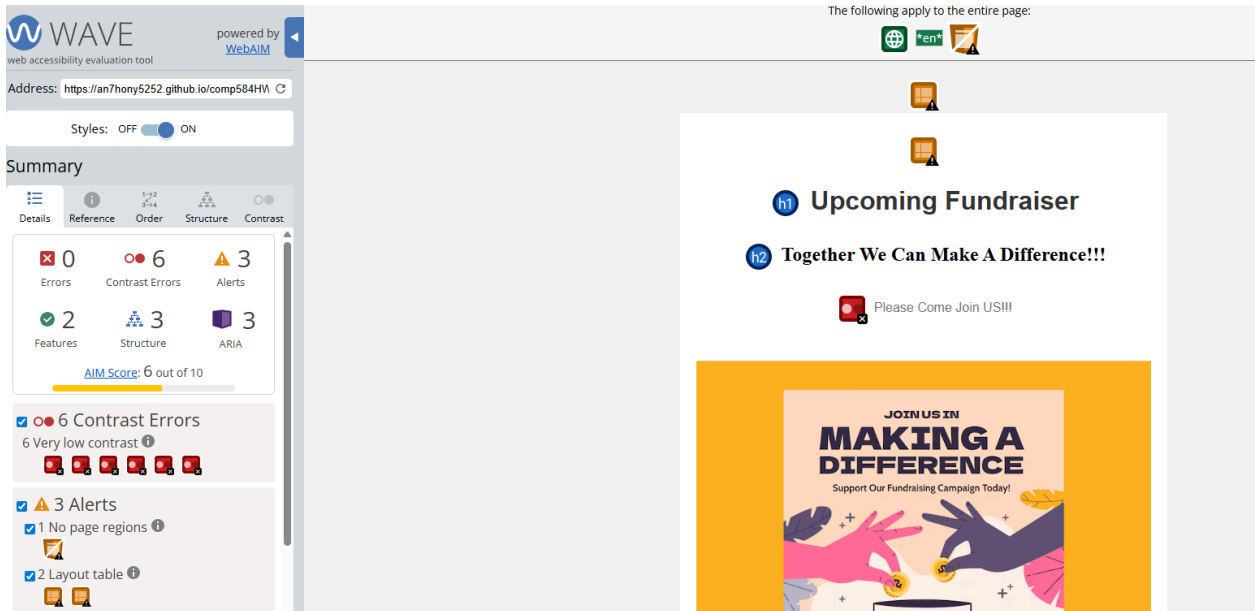 WAVE
powered by
WebAIM
web accessibility evaluation tool
Address: https://an7hony5252.github.io/comp584HW
Styles: OFF ON
Summary
Details Reference Order Structure Contrast
0 6 3
Errors Contrast Errors Alerts
2 3 3
Features Structure ARIA
AIM Score: 6 out of 10
6 Contrast Errors
6 Very low contrast
3 Alerts
1 No page regions
2 Layout table
The following apply to the entire page:
*en*
h1 Upcoming Fundraiser
h2 Together We Can Make A Difference!!!
Please Come Join US!!!
JOIN US IN
MAKING A
DIFFERENCE
Support Our Fundraising Campaign Today!